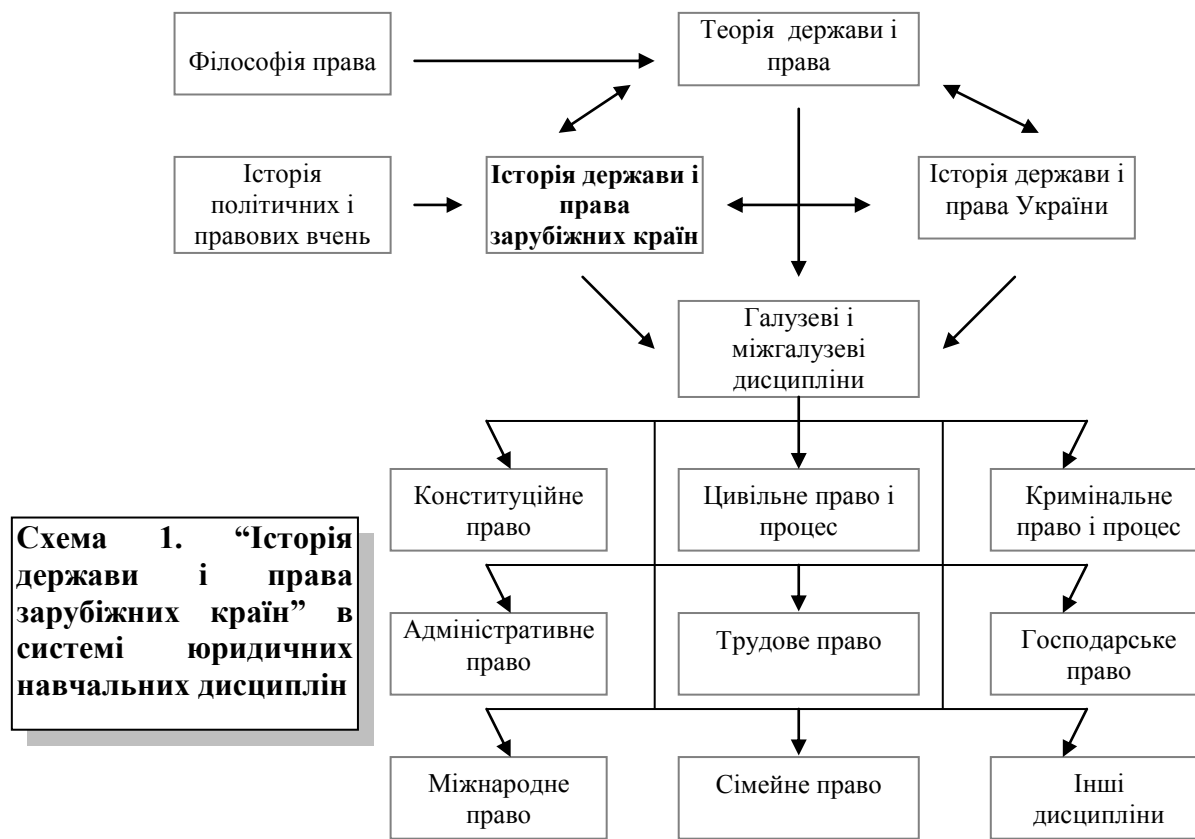 Філософія права
Теорія держави і
права
Історія
політичних і
правових вчень
Історія держави і
права
зарубіжних країн
Історія держави і
права України
Галузеві і
міжгалузеві
дисципліни
Конституційне
право
Цивільне право і
процес
Кримінальне
право і процес
Схема 1. “Історія
держави і права
зарубіжних країн” в
системі юридичних
навчальних дисциплін
Адміністративне
право
Трудове право
Господарське
право
Міжнародне
право
Сімейне право
Інші
дисципліни